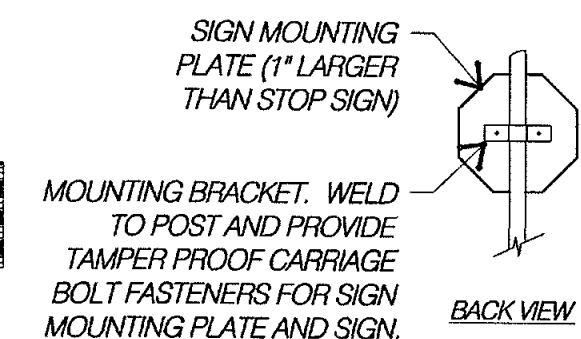 SIGN MOUNTING
PLATE (1" LARGER
THAN STOP SIGN)
MOUNTING BRACKET. WELD
TO POST AND PROVIDE
TAMPER PROOF CARRIAGE
BOLT FASTENERS FOR SIGN
MOUNTING PLATE AND SIGN.
BACK VIEW